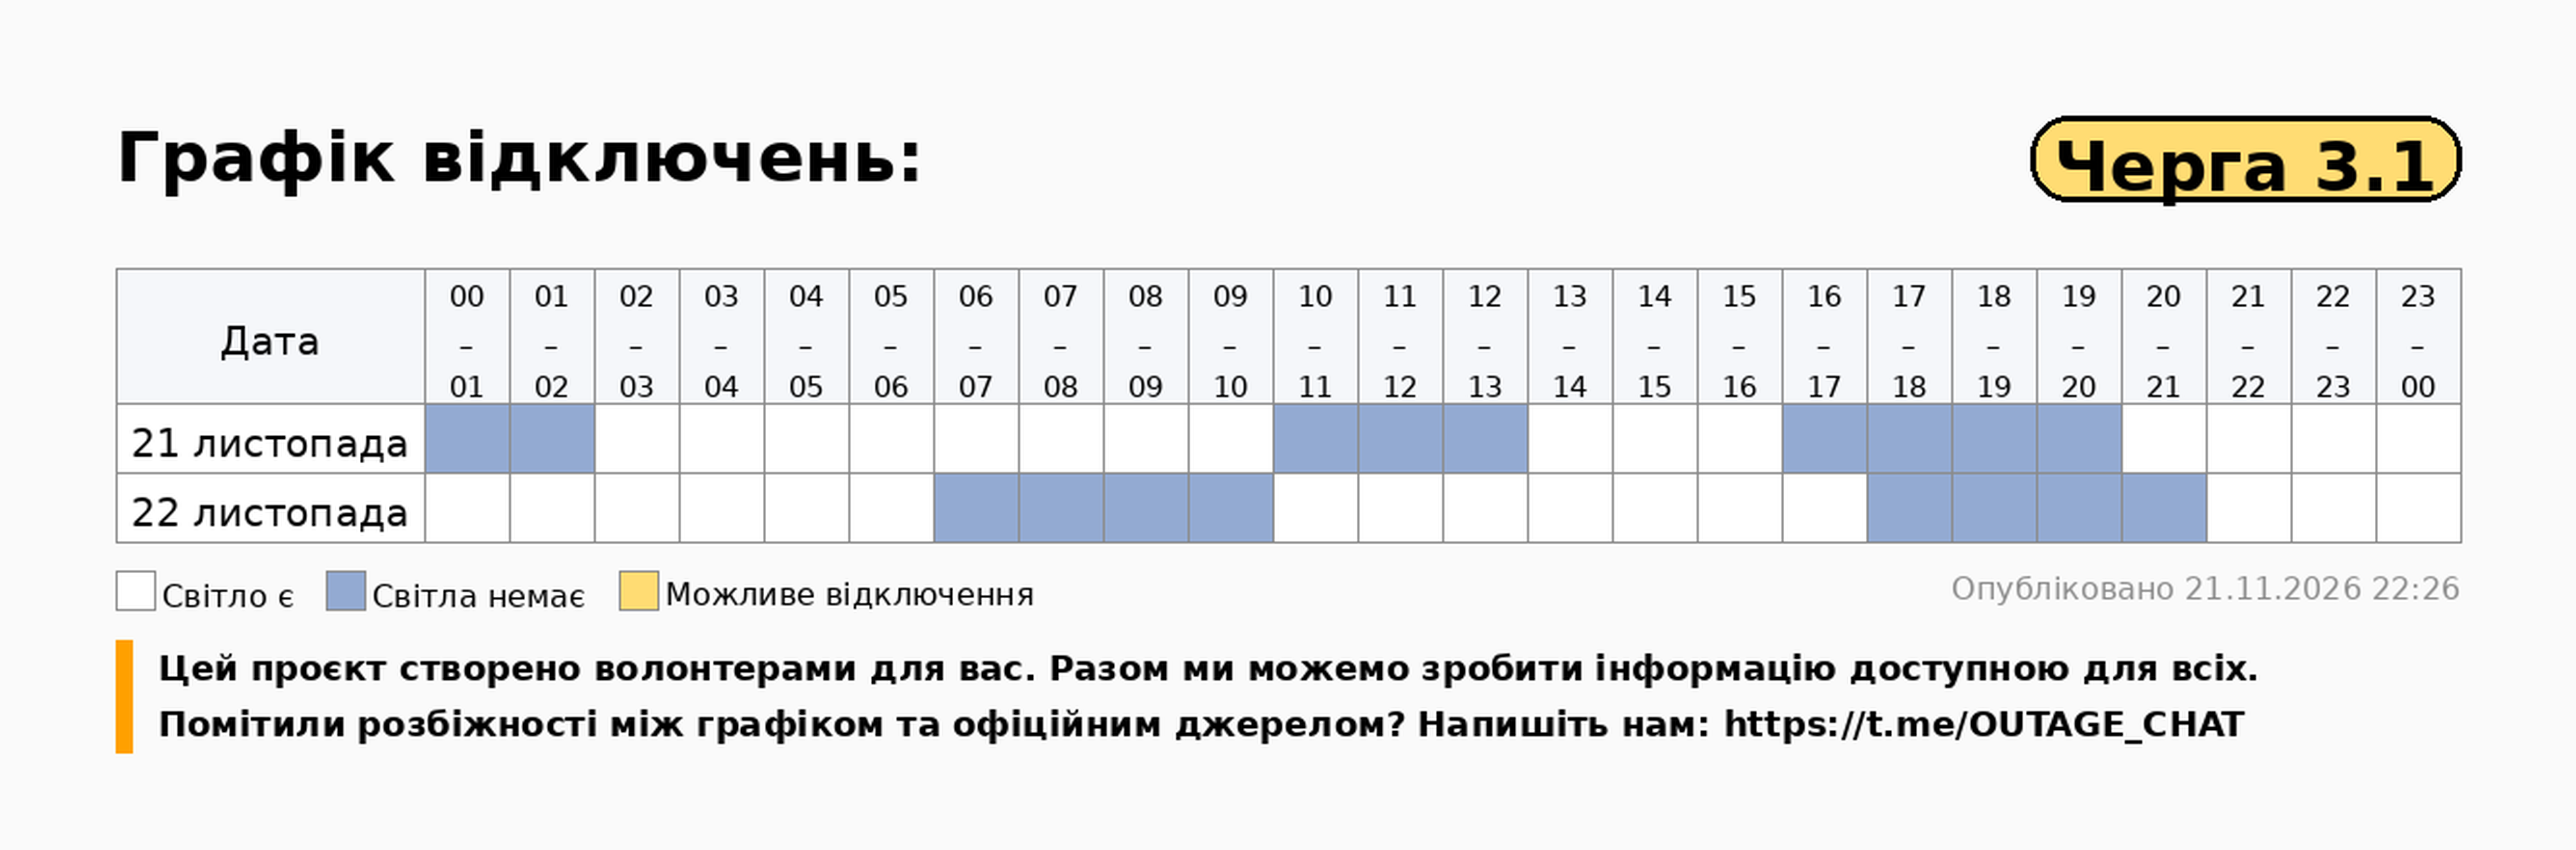 Графік відключень:
Черга 3.1
Дата 00 – 01 01 – 02 02 – 03 03 – 04 04 – 05 05 – 06 06 – 07 07 – 08 08 – 09 09 – 10 10 – 11 11 – 12 12 – 13 13 – 14 14 – 15 15 – 16 16 – 17 17 – 18 18 – 19 19 – 20 20 – 21 21 – 22 22 – 23 23 – 00
21 листопада
22 листопада
Світло є Світла немає Можливе відключення
Опубліковано 21.11.2026 22:26
Цей проєкт створено волонтерами для вас. Разом ми можемо зробити інформацію доступною для всіх.
Помітили розбіжності між графіком та офіційним джерелом? Напишіть нам: https://t.me/OUTAGE_CHAT